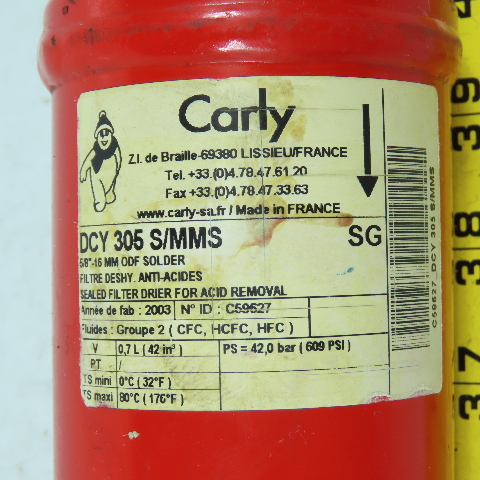 Carly
Z.I. de Braille-69380 LISSIEU/FRANCE
Tel. +33.(0)4.78.47.61.20
Fax +33.(0)4.78.47.33.63
www.carly-sa.fr / Made in FRANCE
DCY 305 S/MMS SG
5/8"-16 MM ODF SOLDER
FILTRE DESHY. ANTI-ACIDES
SEALED FILTER DRIER FOR ACID REMOVAL
Année de fab : 2003 N° ID : C59627
Fluides : Groupe 2 ( CFC, HCFC, HFC )
V 0,7 L ( 42 in³ ) PS = 42,0 bar ( 609 PSI )
PT /
TS mini 0°C ( 32°F )
TS maxi 80°C ( 176°F )
C59627 DCY 305 S/MMS
39
38
37